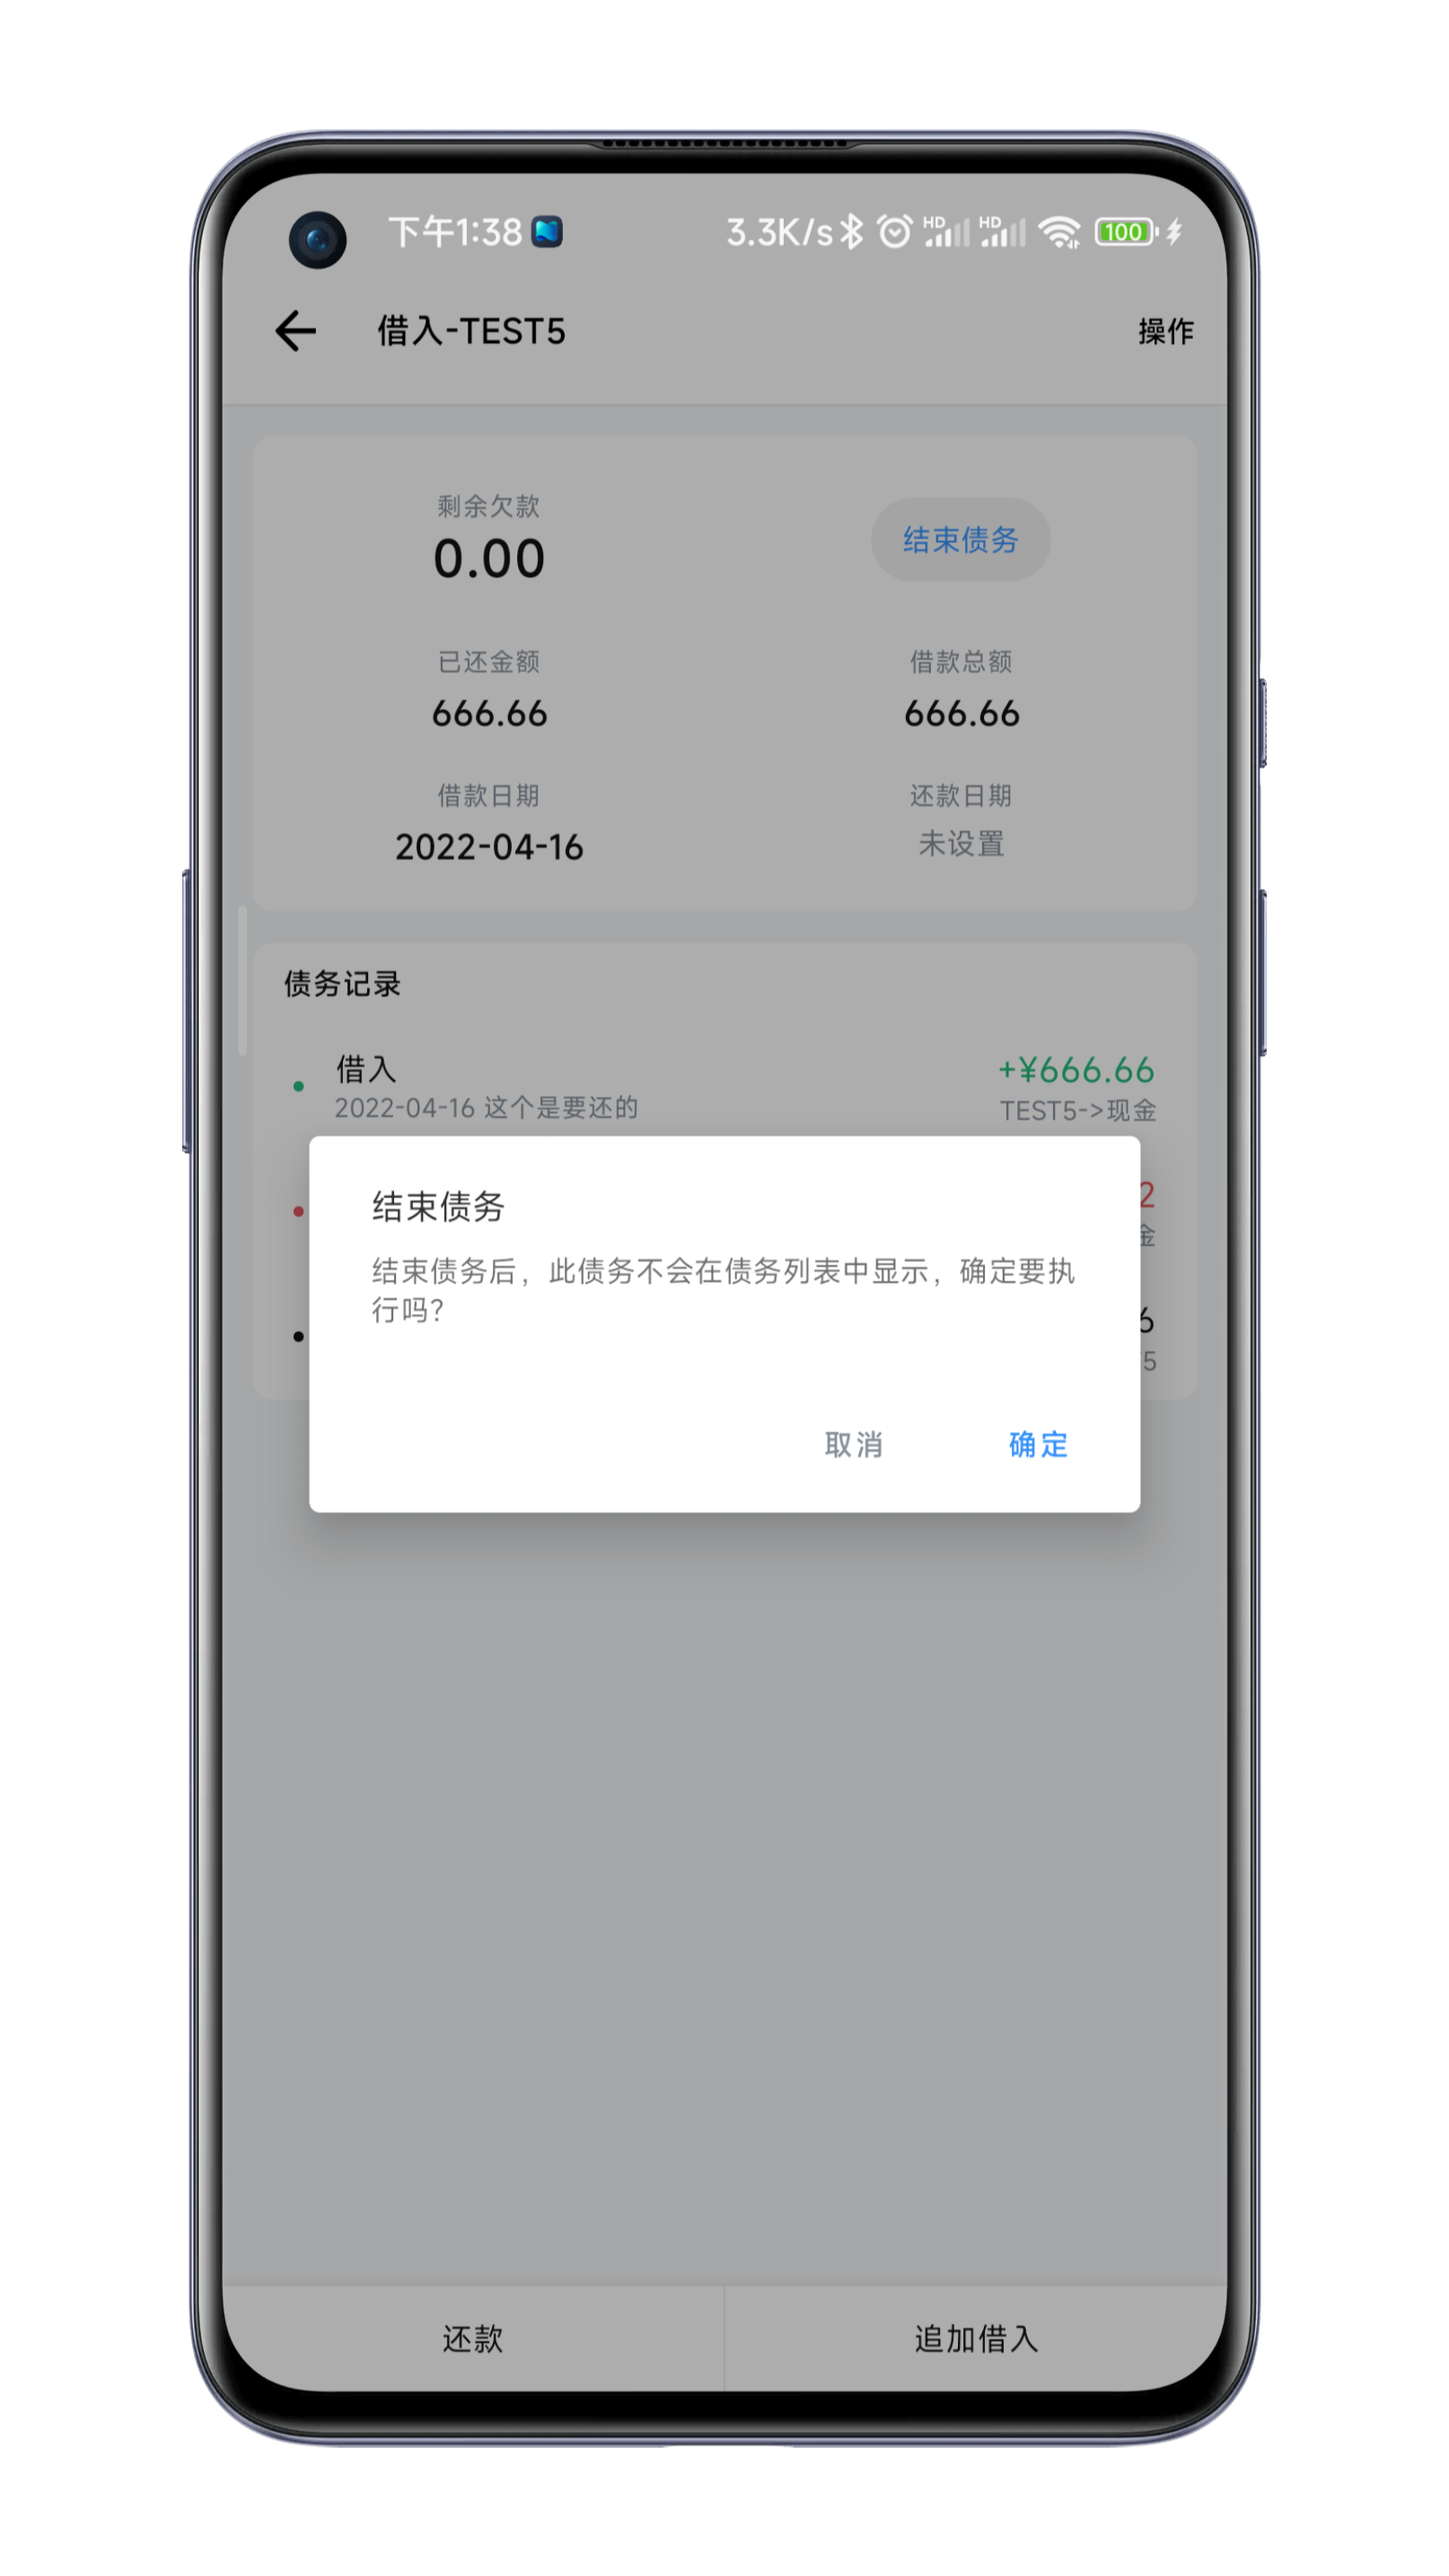 下午1:38
3.3K/s
HD
HD
100
借入-TEST5
操作
剩余欠款
0.00
结束债务
已还金额
借款总额
666.66
666.66
借款日期
还款日期
2022-04-16
未设置
债务记录
借入
+¥666.66
2022-04-16 这个是要还的
TEST5->现金
2
金
结束债务
结束债务后，此债务不会在债务列表中显示，确定要执
行吗？
6
5
取消
确定
还款
追加借入